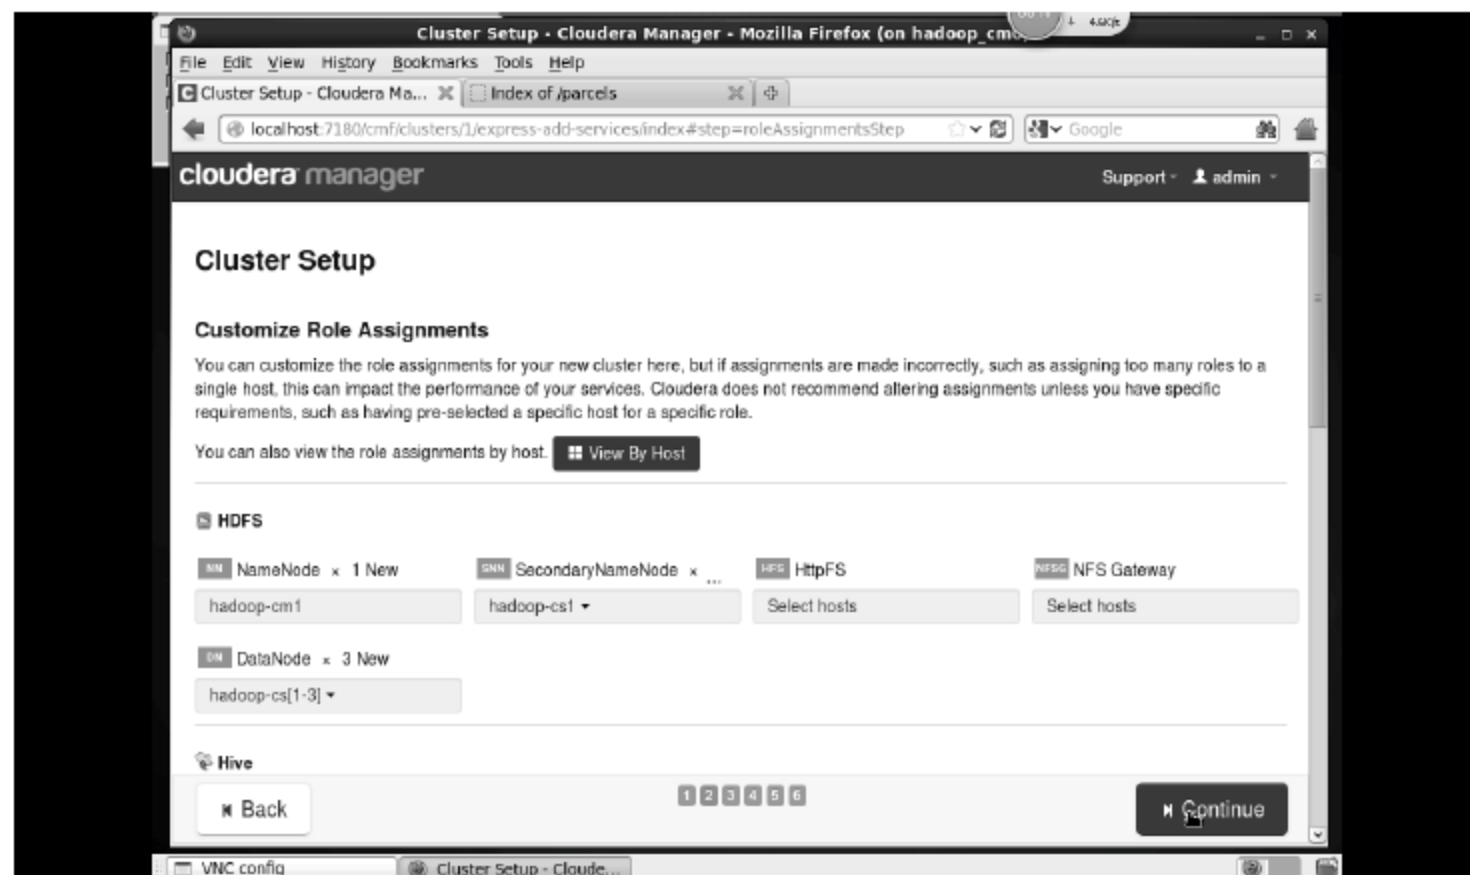 Cluster Setup - Cloudera Manager - Mozilla Firefox (on hadoop_cm
4.6K/s
File Edit View History Bookmarks Tools Help
Cluster Setup - Cloudera Ma... Index of /parcels
localhost:7180/cmf/clusters/1/express-add-services/index#step=roleAssignmentsStep Google
cloudera manager Support admin
Cluster Setup
Customize Role Assignments
You can customize the role assignments for your new cluster here, but if assignments are made incorrectly, such as assigning too many roles to a
single host, this can impact the performance of your services. Cloudera does not recommend altering assignments unless you have specific
requirements, such as having pre-selected a specific host for a specific role.
You can also view the role assignments by host. View By Host
HDFS
NN NameNode × 1 New SNN SecondaryNameNode × ... HFS HttpFS NFSG NFS Gateway
hadoop-cm1 hadoop-cs1 Select hosts Select hosts
DN DataNode × 3 New
hadoop-cs[1-3]
Hive
Back 1 2 3 4 5 6 Continue
VNC config Cluster Setup - Cloude...